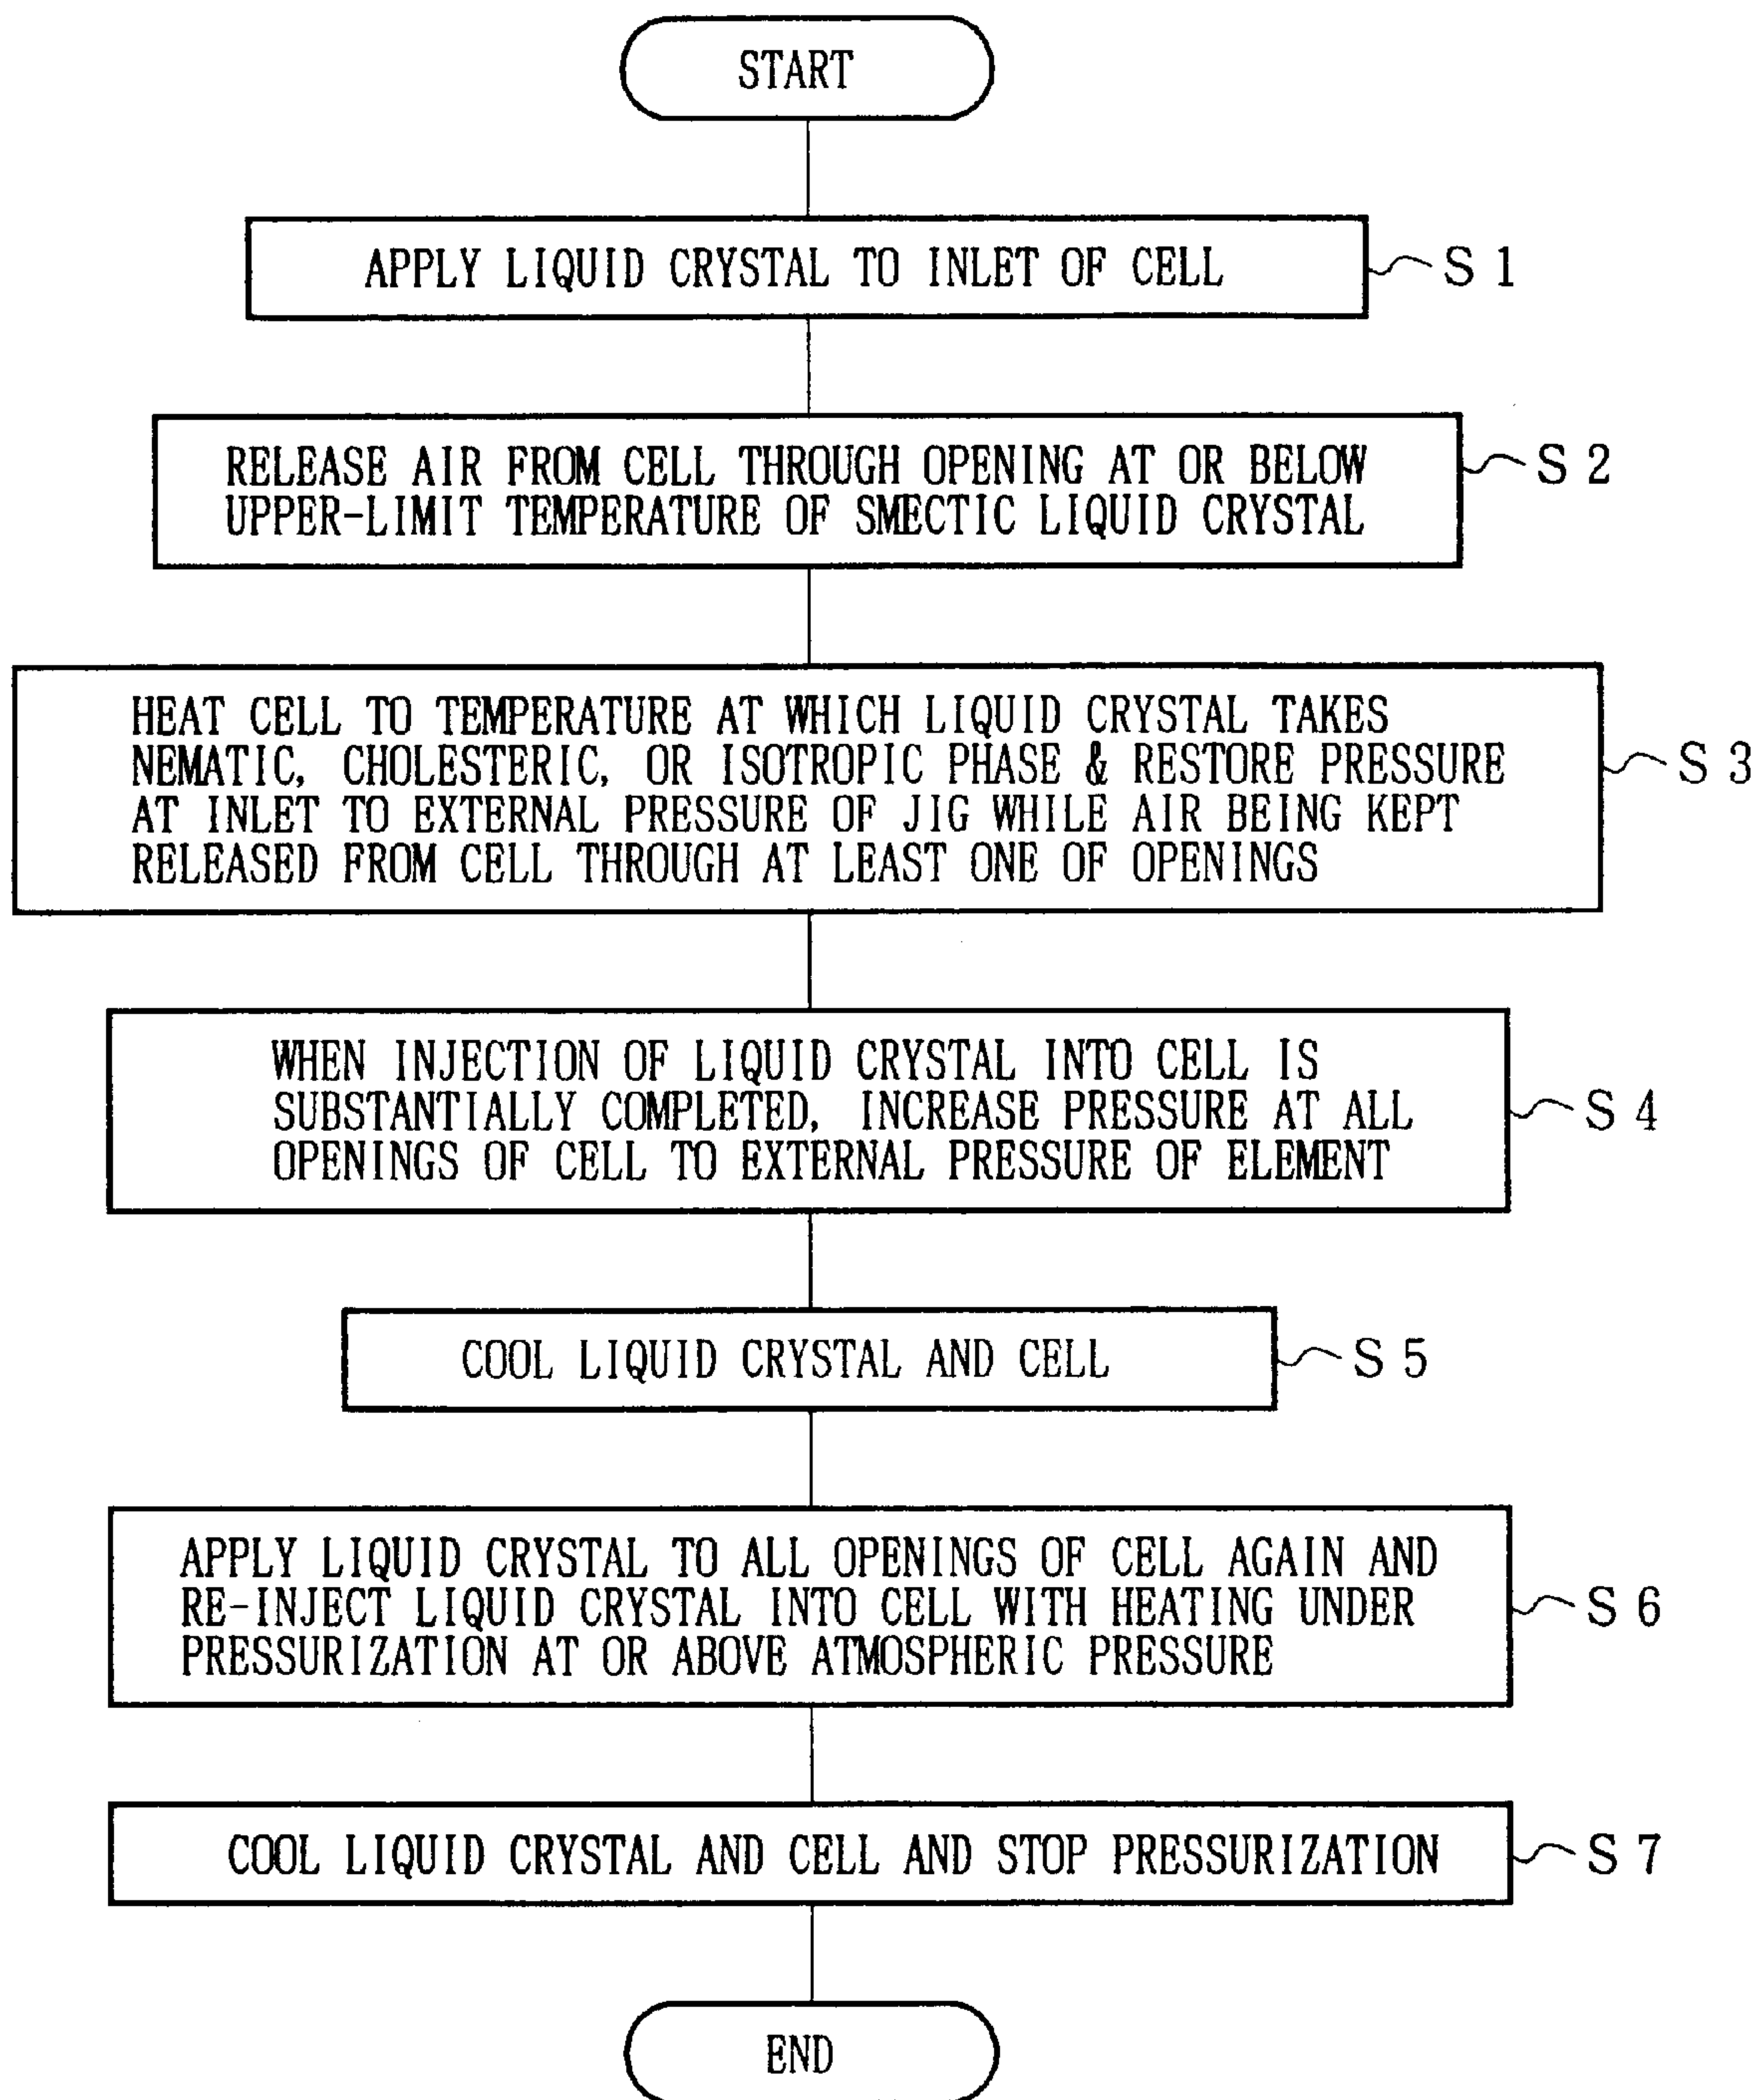 START
APPLY LIQUID CRYSTAL TO INLET OF CELL
S 1
RELEASE AIR FROM CELL THROUGH OPENING AT OR BELOW
UPPER-LIMIT TEMPERATURE OF SMECTIC LIQUID CRYSTAL
S 2
HEAT CELL TO TEMPERATURE AT WHICH LIQUID CRYSTAL TAKES
NEMATIC, CHOLESTERIC, OR ISOTROPIC PHASE & RESTORE PRESSURE
AT INLET TO EXTERNAL PRESSURE OF JIG WHILE AIR BEING KEPT
RELEASED FROM CELL THROUGH AT LEAST ONE OF OPENINGS
S 3
WHEN INJECTION OF LIQUID CRYSTAL INTO CELL IS
SUBSTANTIALLY COMPLETED, INCREASE PRESSURE AT ALL
OPENINGS OF CELL TO EXTERNAL PRESSURE OF ELEMENT
S 4
COOL LIQUID CRYSTAL AND CELL
S 5
APPLY LIQUID CRYSTAL TO ALL OPENINGS OF CELL AGAIN AND
RE-INJECT LIQUID CRYSTAL INTO CELL WITH HEATING UNDER
PRESSURIZATION AT OR ABOVE ATMOSPHERIC PRESSURE
S 6
COOL LIQUID CRYSTAL AND CELL AND STOP PRESSURIZATION
S 7
END